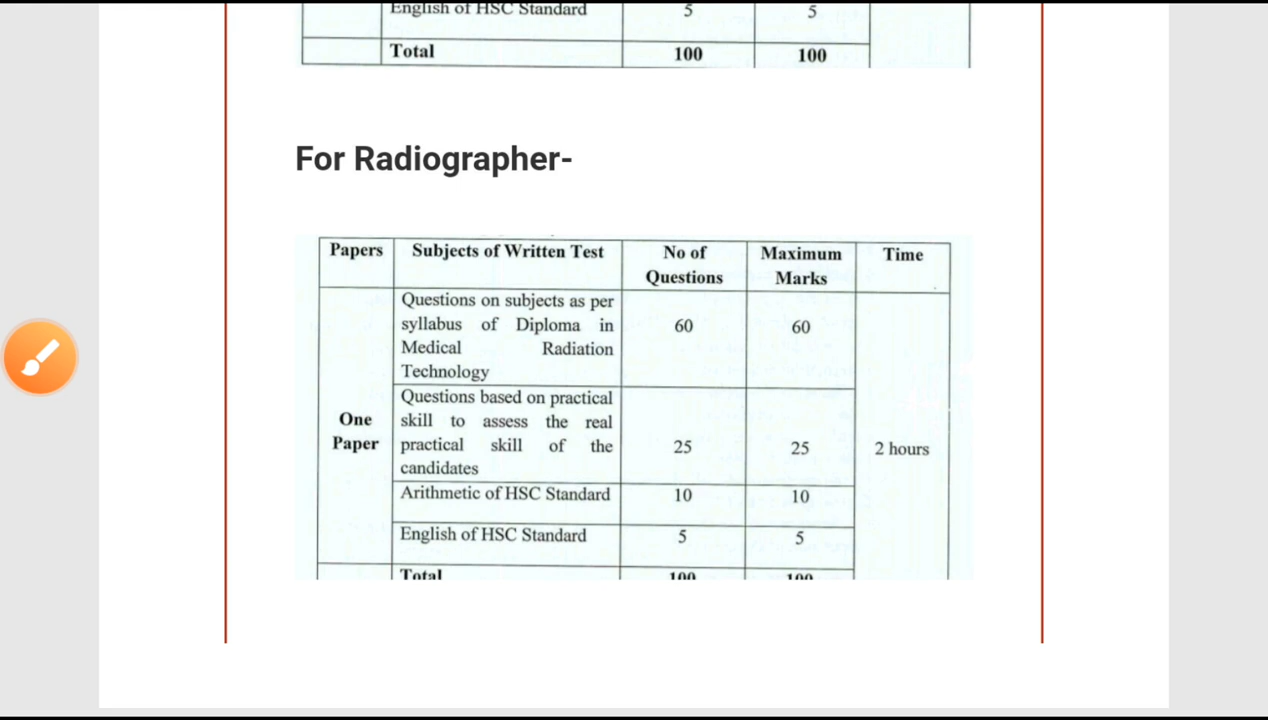 English of HSC Standard 5 5
Total 100 100
For Radiographer-
Papers Subjects of Written Test No of Questions Maximum Marks Time
One Paper
Questions on subjects as per
syllabus of Diploma in
Medical Radiation
Technology
60 60
Questions based on practical
skill to assess the real
practical skill of the
candidates
25 25
2 hours
Arithmetic of HSC Standard 10 10
English of HSC Standard 5 5
Total 100 100